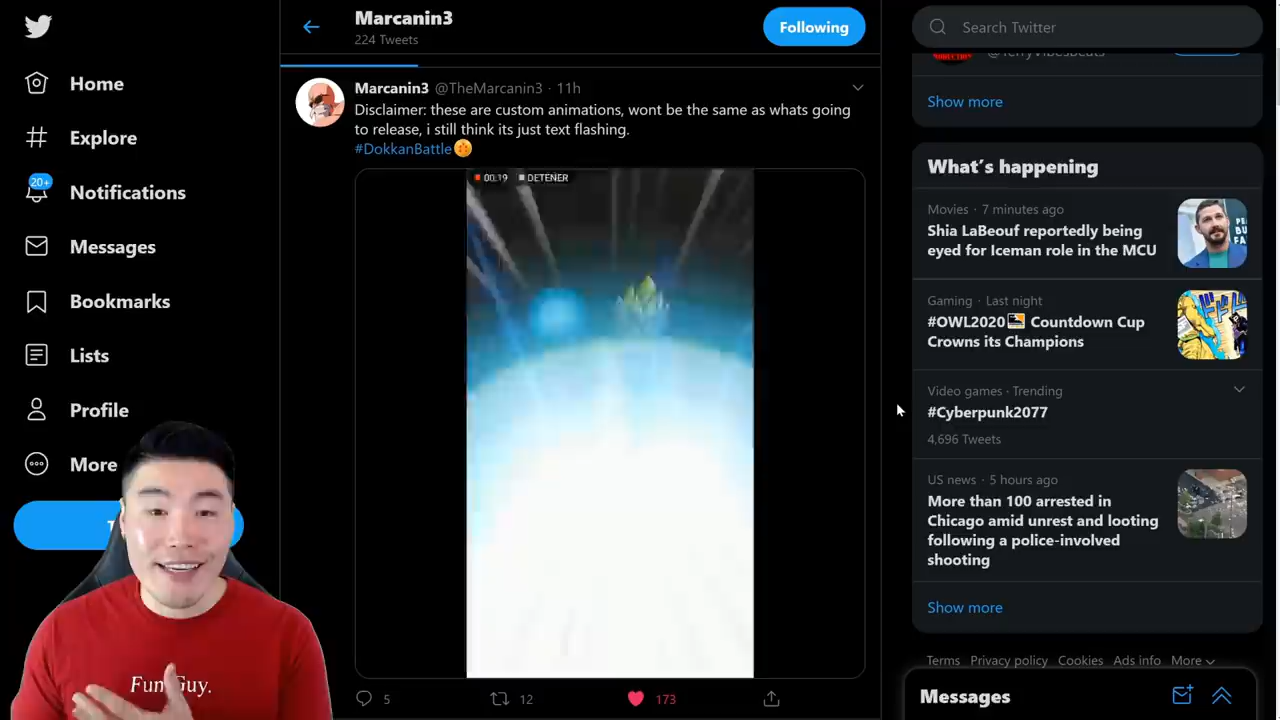 Home
Explore
20+
Notifications
Messages
Bookmarks
Lists
Profile
More
Marcanin3
224 Tweets
Following
Marcanin3 @TheMarcanin3 · 11h
Disclaimer: these are custom animations, wont be the same as whats going
to release, i still think its just text flashing.
#DokkanBattle
00:19 DETENER
5
12
173
Fun Guy.
Search Twitter
@TerryVibesBeats
Show more
What's happening
Movies · 7 minutes ago
Shia LaBeouf reportedly being
eyed for Iceman role in the MCU
Gaming · Last night
#OWL2020 Countdown Cup
Crowns its Champions
Video games · Trending
#Cyberpunk2077
4,696 Tweets
US news · 5 hours ago
More than 100 arrested in
Chicago amid unrest and looting
following a police-involved
shooting
Show more
Terms Privacy policy Cookies Ads info More
Messages